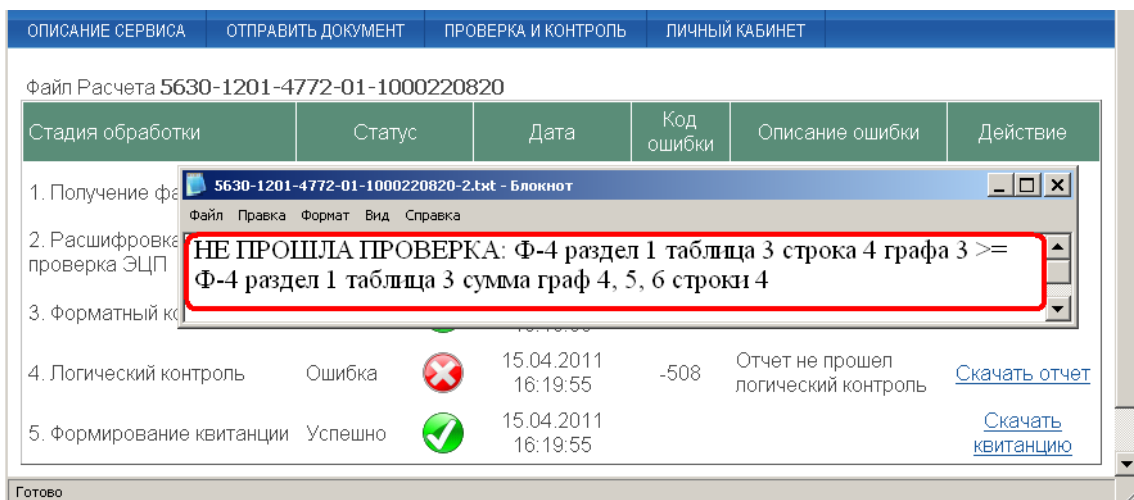 ОПИСАНИЕ СЕРВИСА ОТПРАВИТЬ ДОКУМЕНТ ПРОВЕРКА И КОНТРОЛЬ ЛИЧНЫЙ КАБИНЕТ
Файл Расчета 5630-1201-4772-01-1000220820
Стадия обработки Статус Дата Код ошибки Описание ошибки Действие
1. Получение фа
5630-1201-4772-01-1000220820-2.txt - Блокнот
Файл Правка Формат Вид Справка
НЕ ПРОШЛА ПРОВЕРКА: Ф-4 раздел 1 таблица 3 строка 4 графа 3 >=
Ф-4 раздел 1 таблица 3 сумма граф 4, 5, 6 строки 4
2. Расшифровка
проверка ЭЦП
3. Форматный ко
4. Логический контроль Ошибка 15.04.2011 16:19:55 -508 Отчет не прошел логический контроль Скачать отчет
5. Формирование квитанции Успешно 15.04.2011 16:19:55 Скачать квитанцию
Готово